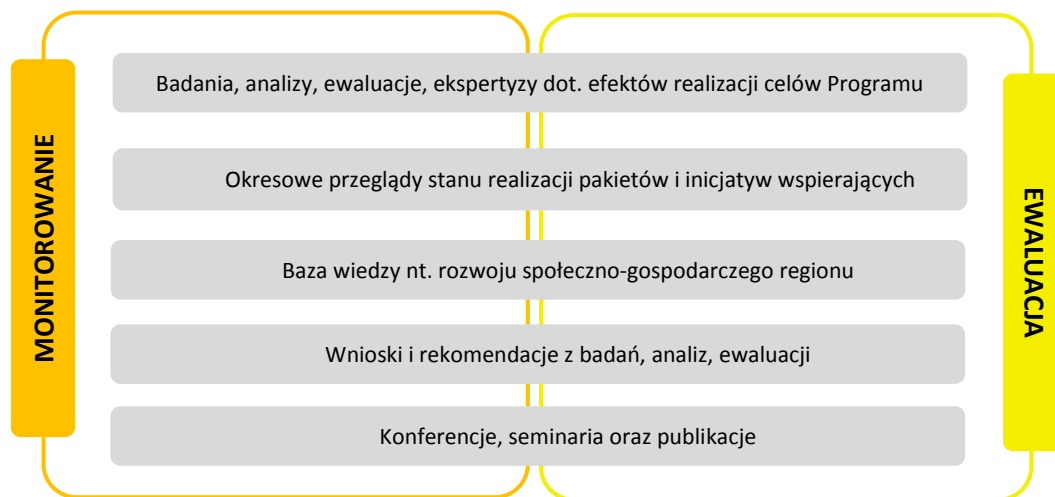 MONITOROWANIE
Badania, analizy, ewaluacje, ekspertyzy dot. efektów realizacji celów Programu
Okresowe przeglądy stanu realizacji pakietów i inicjatyw wspierających
Baza wiedzy nt. rozwoju społeczno-gospodarczego regionu
Wnioski i rekomendacje z badań, analiz, ewaluacji
Konferencje, seminaria oraz publikacje
EWALUACJA